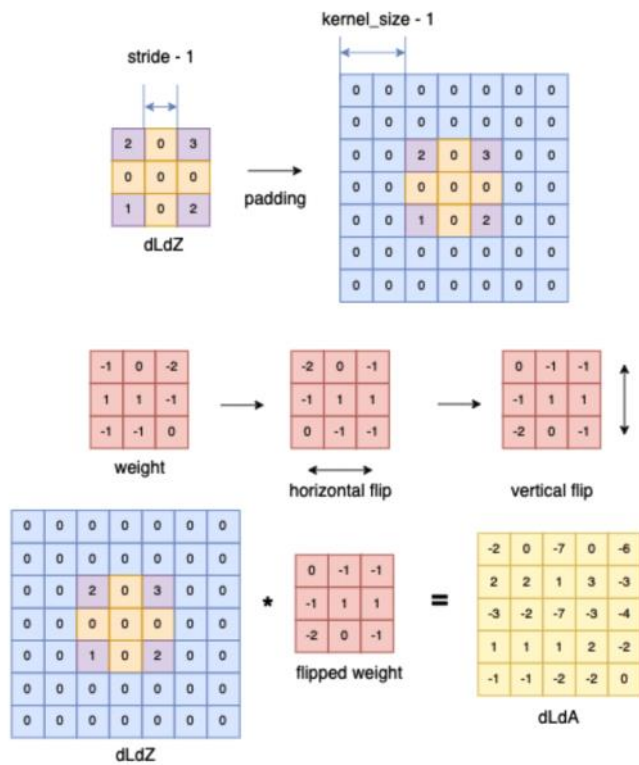 kernel_size - 1
stride - 1
0 0 0 0 0 0 0
0 0 0 0 0 0 0
2 0 3
0 0 2 0 3 0 0
0 0 0
0 0 0 0 0 0 0
padding
1 0 2
0 0 1 0 2 0 0
dLdZ
0 0 0 0 0 0 0
0 0 0 0 0 0 0
-1 0 -2
-2 0 -1
0 -1 -1
1 1 -1
-1 1 1
-1 1 1
-1 -1 0
0 -1 -1
-2 0 -1
weight
horizontal flip
vertical flip
0 0 0 0 0 0 0
0 0 0 0 0 0 0
0 0 2 0 3 0 0
0 0 0 0 0 0 0
0 0 1 0 2 0 0
0 0 0 0 0 0 0
0 0 0 0 0 0 0
dLdZ
*
0 -1 -1
-1 1 1
-2 0 -1
flipped weight
=
-2 0 -7 0 -6
2 2 1 3 -3
-3 -2 -7 -3 -4
1 1 1 2 -2
-1 -1 -2 -2 0
dLdA